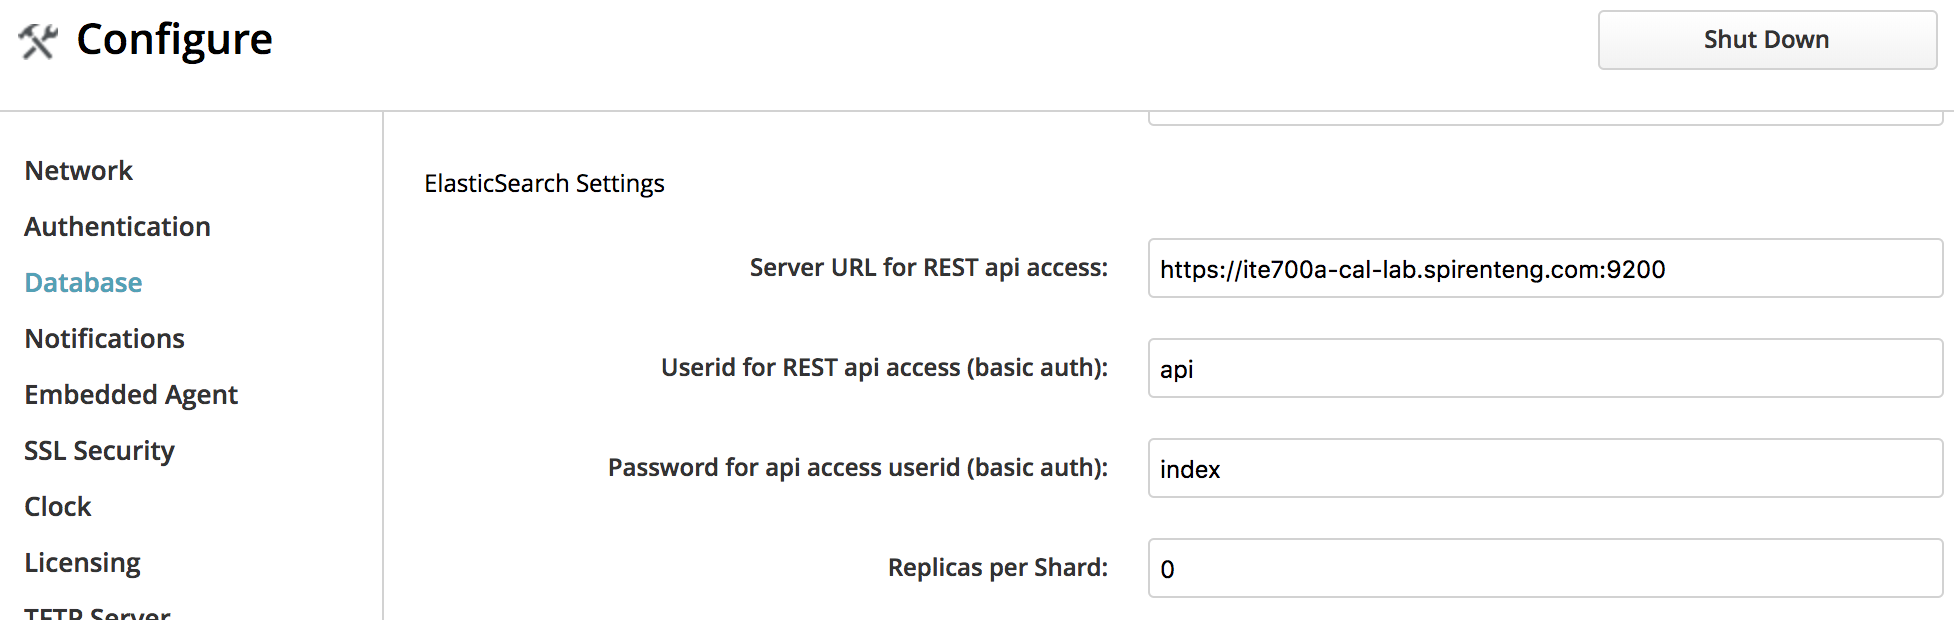 Configure
Shut Down
Network
Authentication
Database
Notifications
Embedded Agent
SSL Security
Clock
Licensing
TFTP Server
ElasticSearch Settings
Server URL for REST api access: https://ite700a-cal-lab.spirenteng.com:9200
Userid for REST api access (basic auth): api
Password for api access userid (basic auth): index
Replicas per Shard: 0